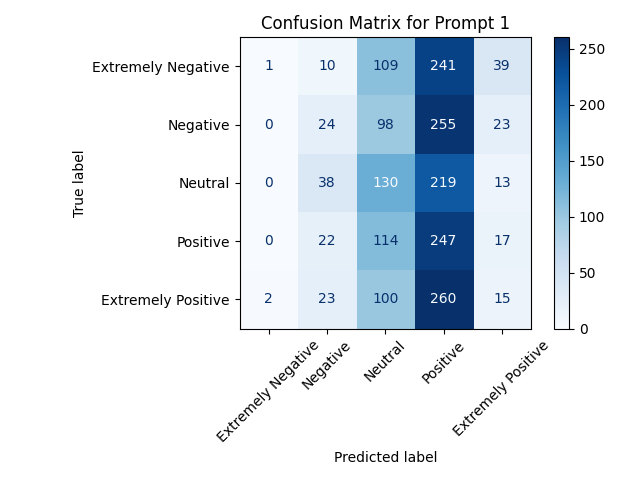 Confusion Matrix for Prompt 1
True label
Extremely Negative 1 10 109 241 39
Negative 0 24 98 255 23
Neutral 0 38 130 219 13
Positive 0 22 114 247 17
Extremely Positive 2 23 100 260 15
Extremely Negative Negative Neutral Positive Extremely Positive
Predicted label
250
200
150
100
50
0